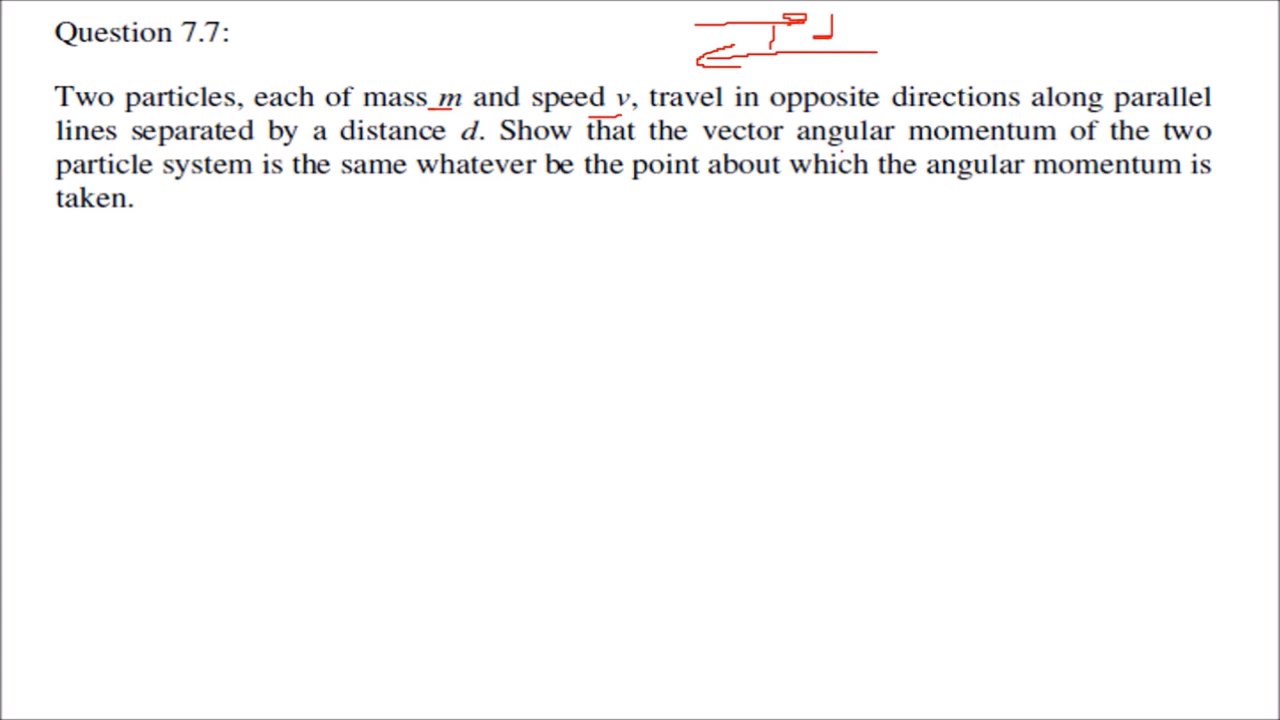 Question 7.7:
Two particles, each of mass m and speed v, travel in opposite directions along parallel
lines separated by a distance d. Show that the vector angular momentum of the two
particle system is the same whatever be the point about which the angular momentum is
taken.